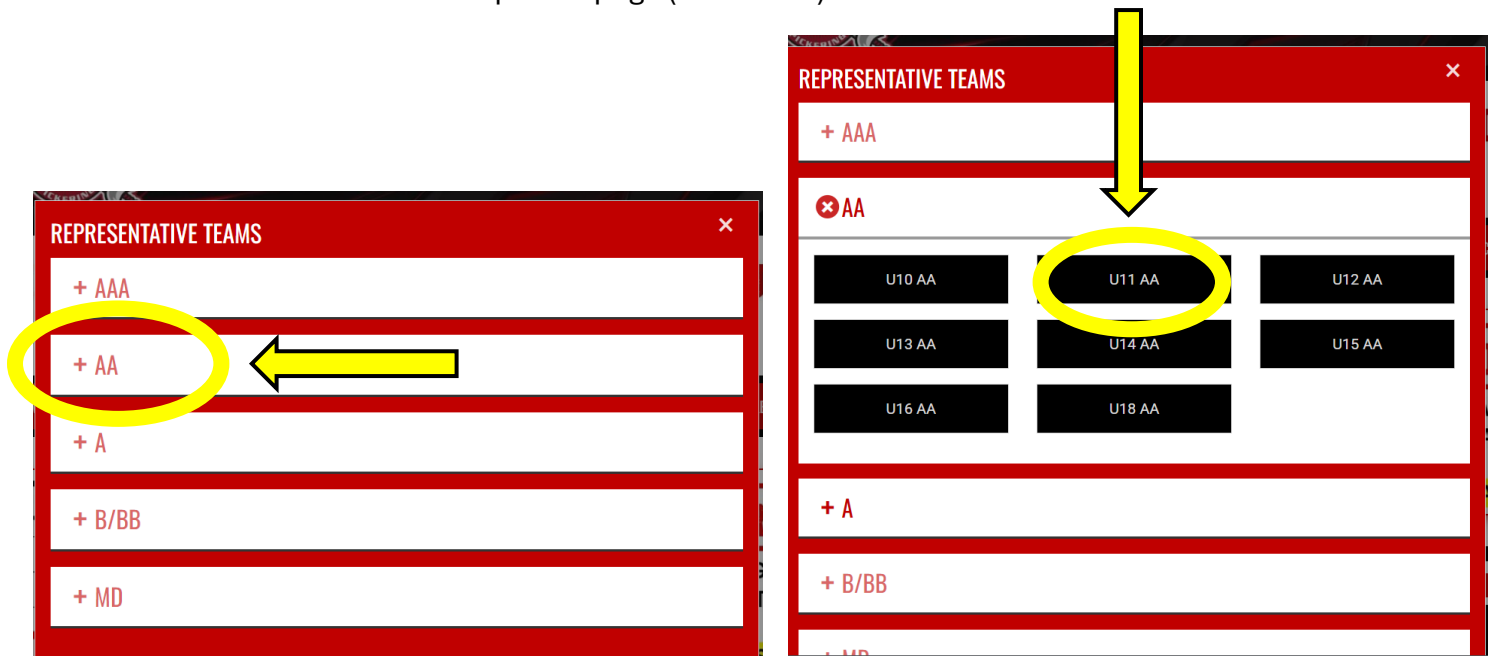 REPRESENTATIVE TEAMS ×
+ AAA
+ AA
+ A
+ B/BB
+ MD
REPRESENTATIVE TEAMS ×
+ AAA
AA
U10 AA U11 AA U12 AA
U13 AA U14 AA U15 AA
U16 AA U18 AA
+ A
+ B/BB
+ MD